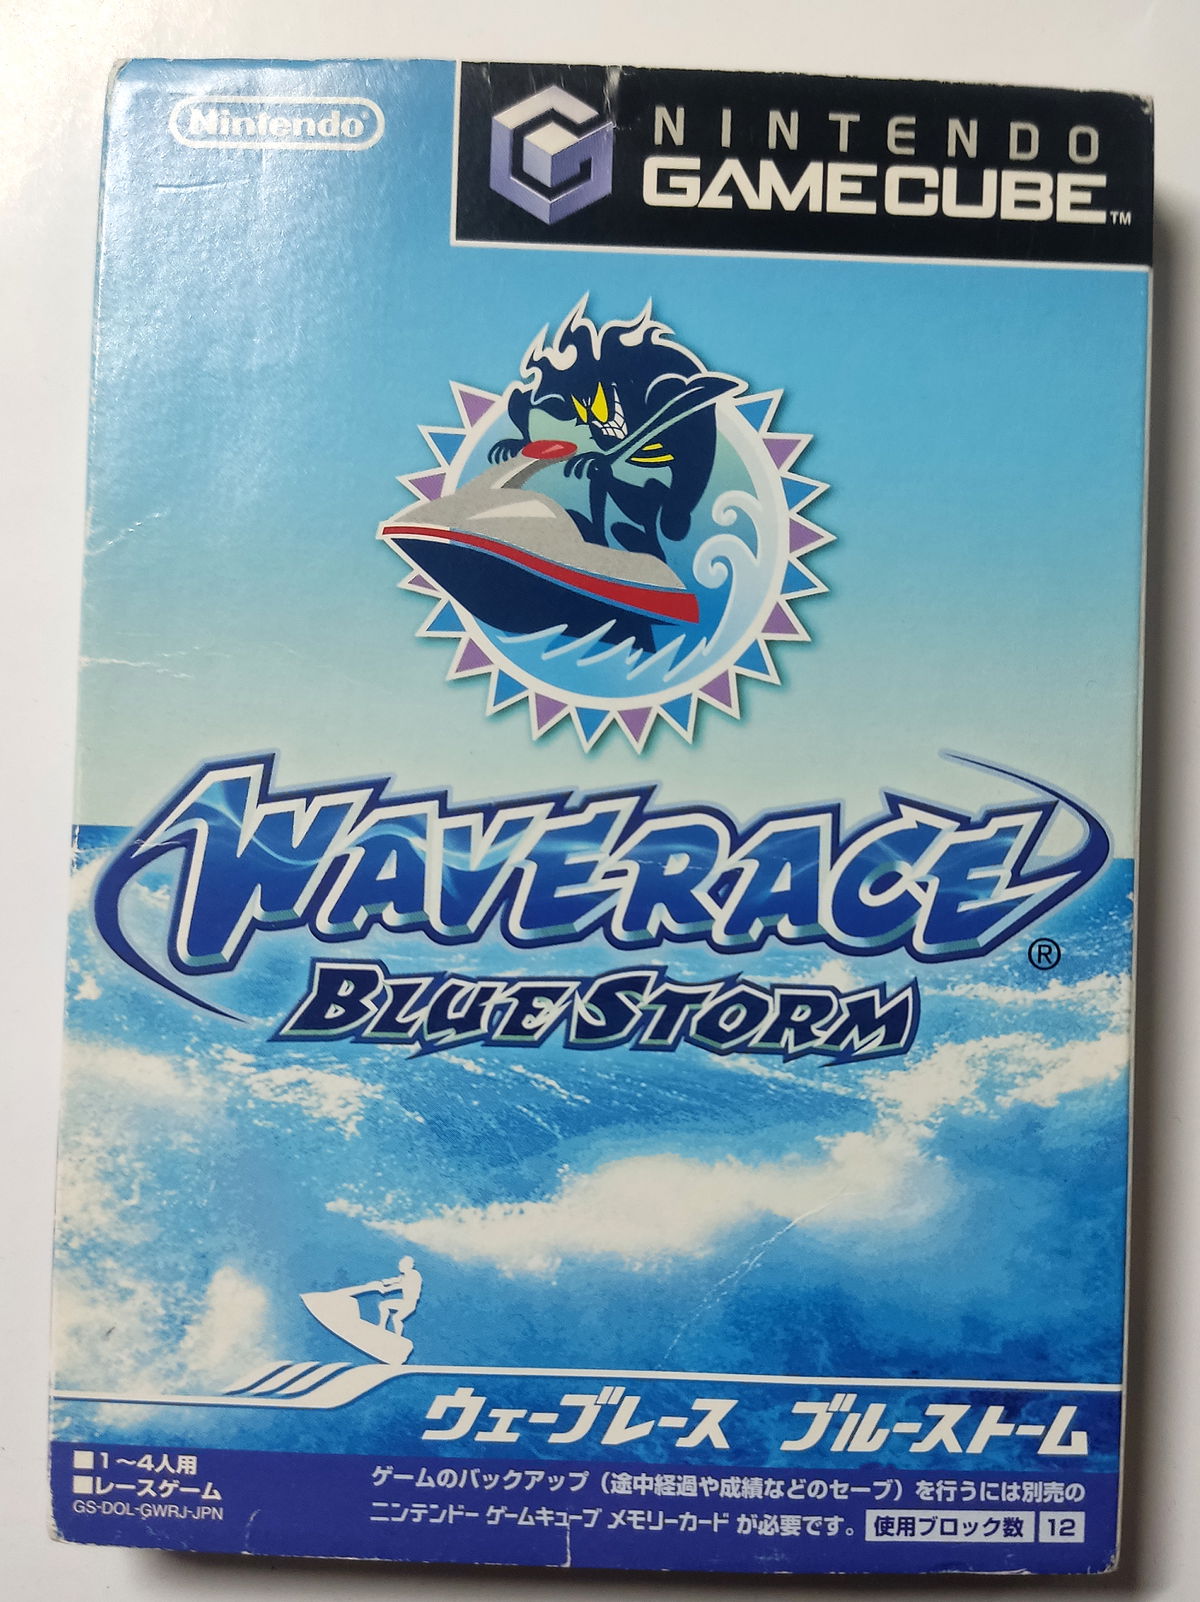 Nintendo
NINTENDO
GAMECUBE™
WAVERACE®
BLUE STORM
ウェーブレース ブルーストーム
■1～4人用
■レースゲーム
GS-DOL-GWRJ-JPN
ゲームのバックアップ（途中経過や成績などのセーブ）を行うには別売の
ニンテンドーゲームキューブ メモリーカードが必要です。 使用ブロック数 12